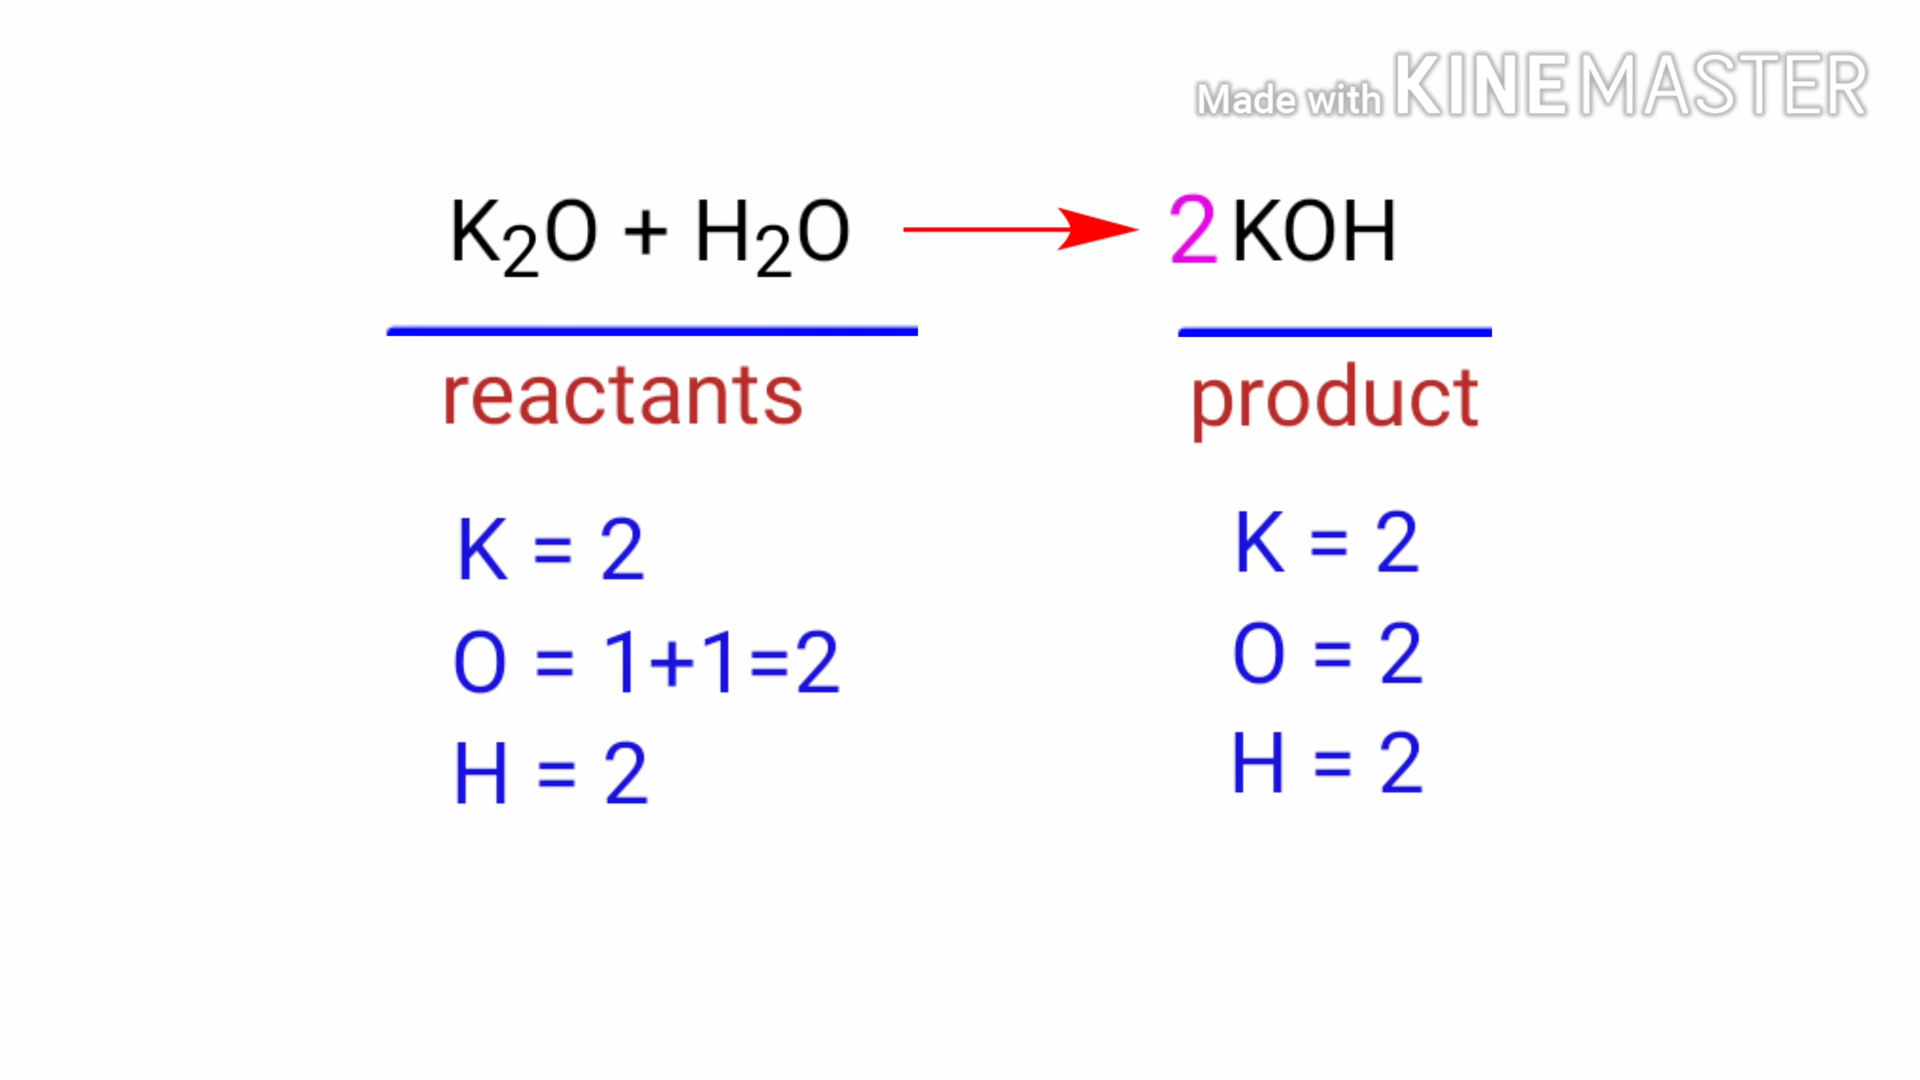 Made with KINEMASTER
K₂O + H₂O → 2KOH
reactants product
K = 2 K = 2
O = 1+1=2 O = 2
H = 2 H = 2